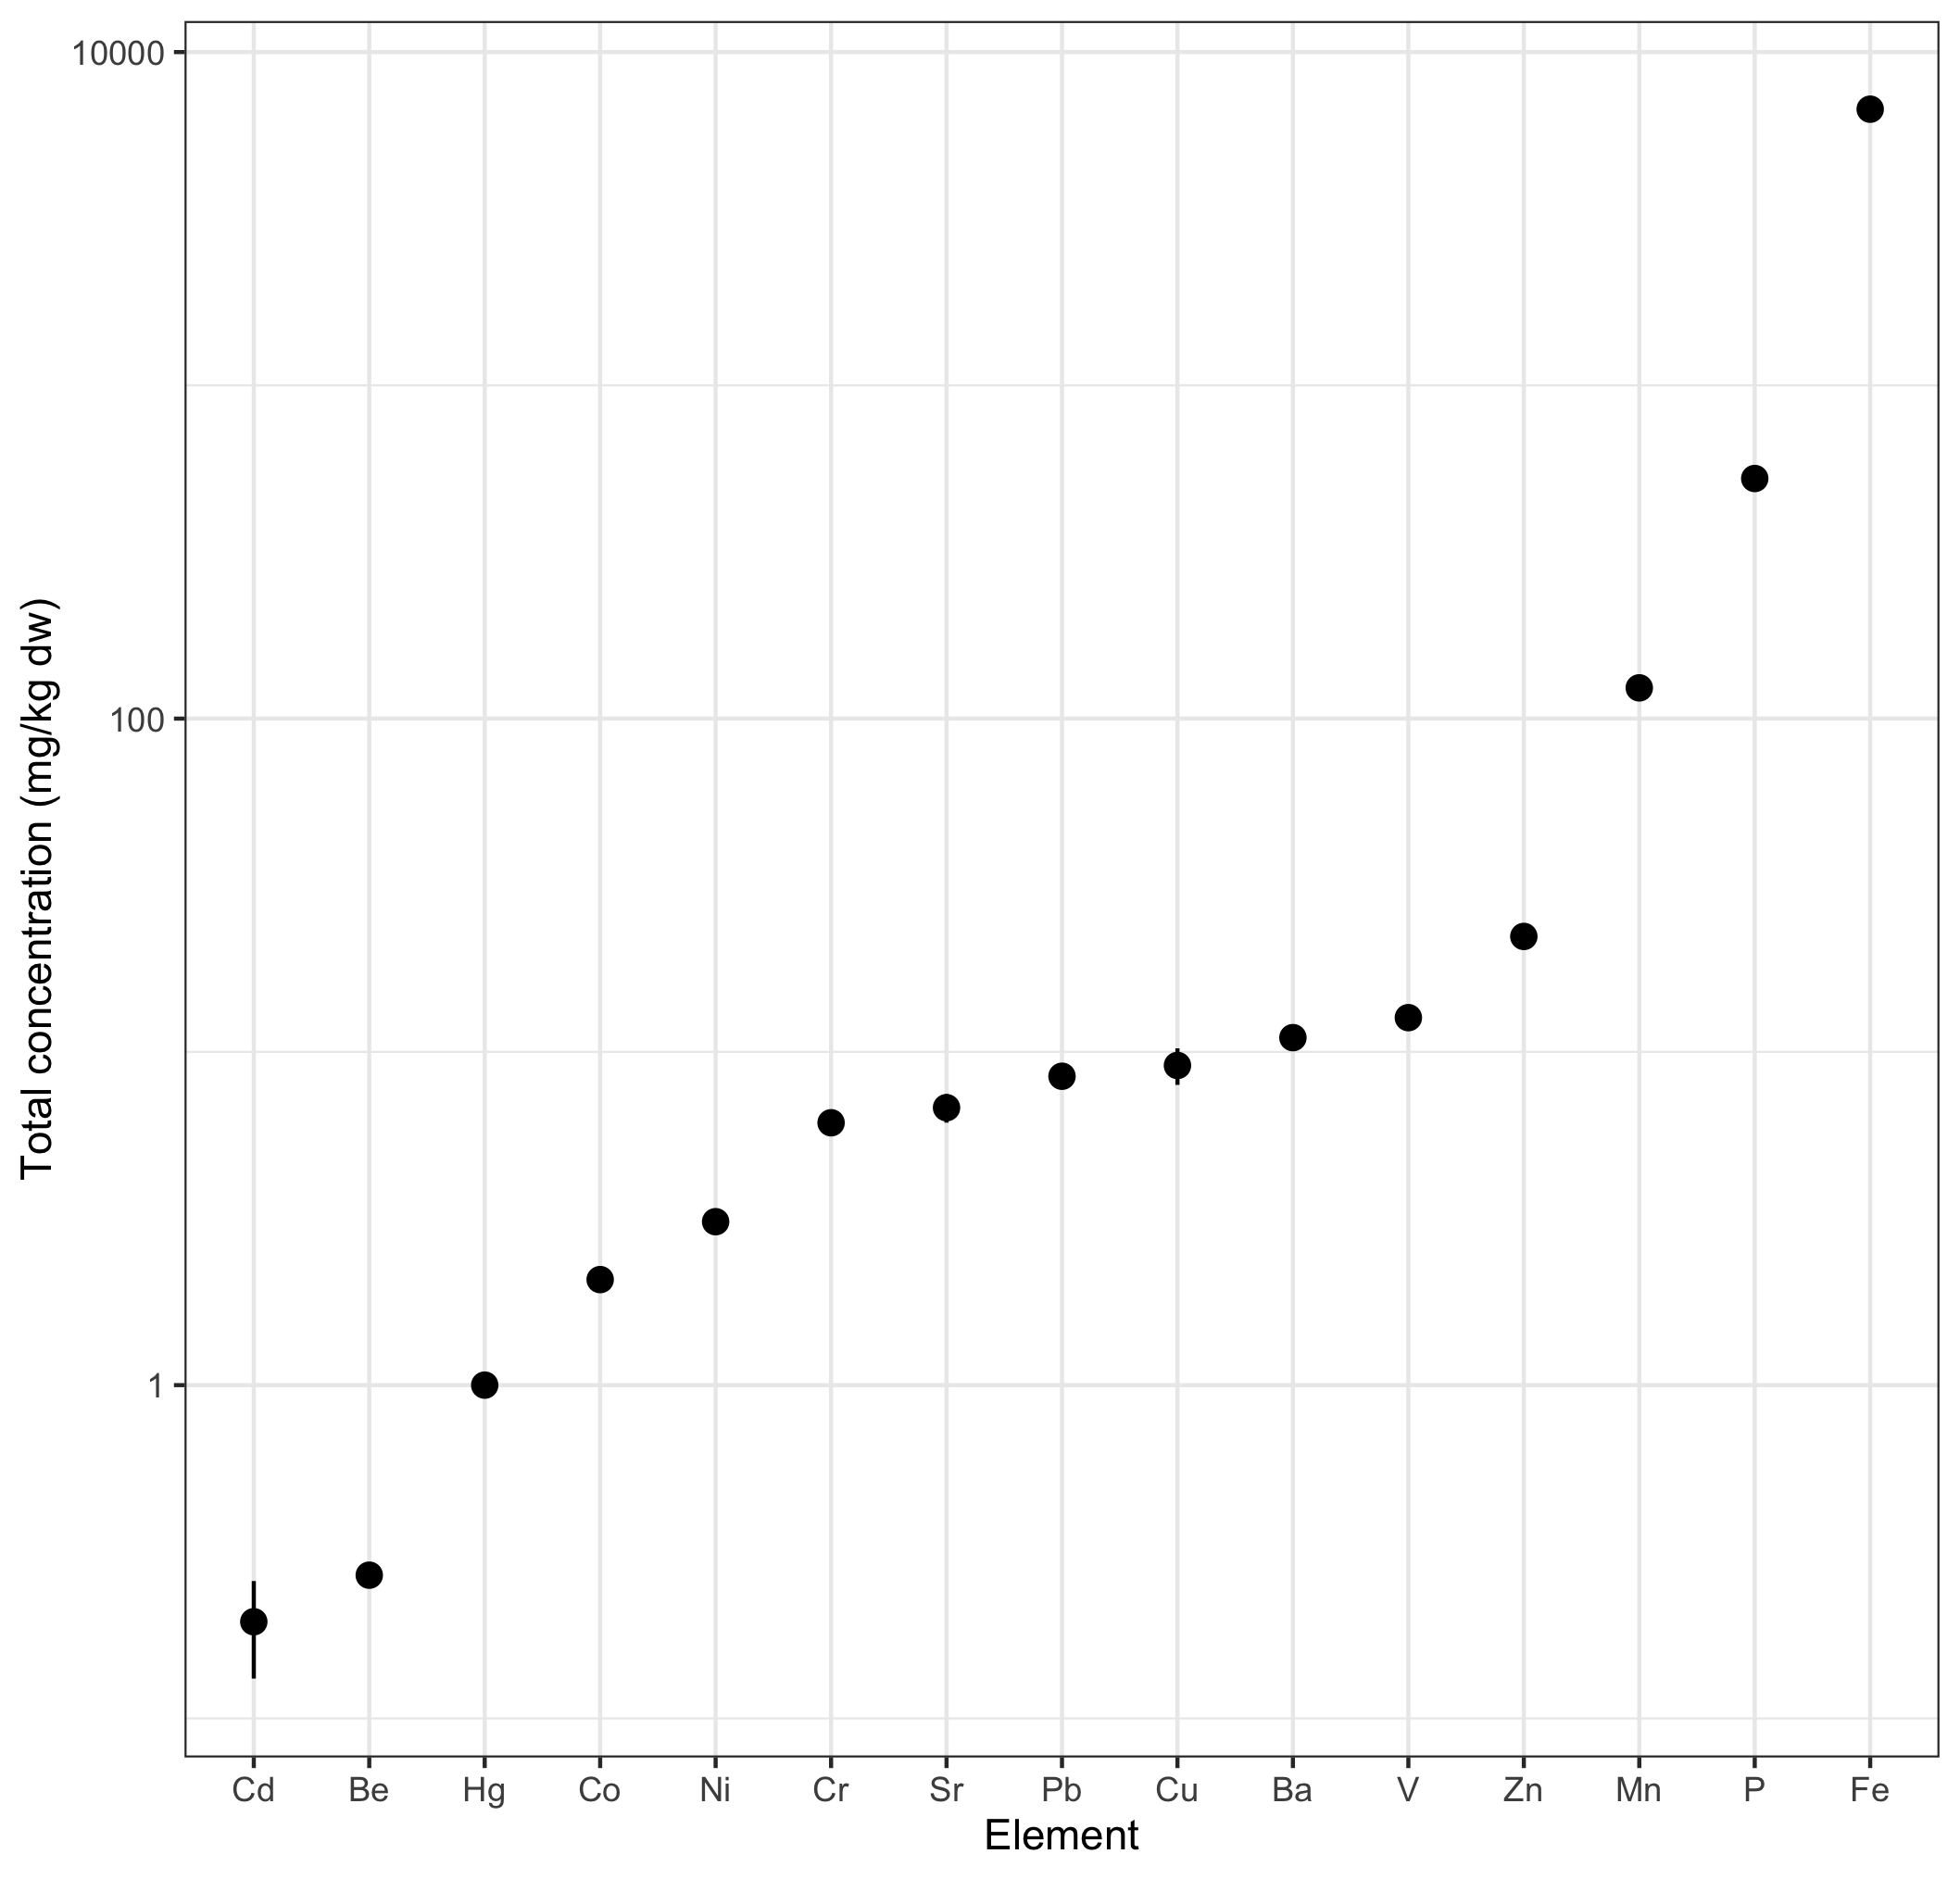 10000
100
1
Total concentration (mg/kg dw)
Cd Be Hg Co Ni Cr Sr Pb Cu Ba V Zn Mn P Fe
Element